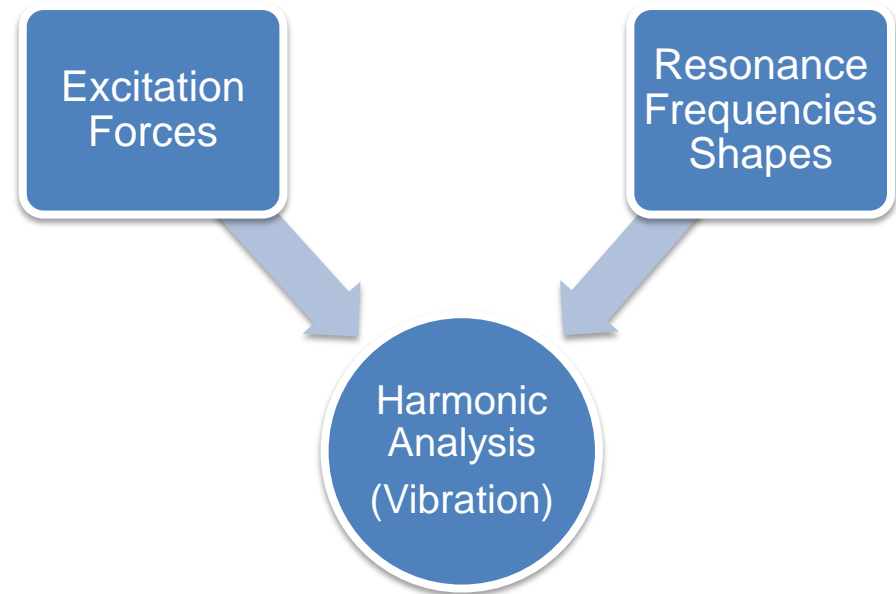 Excitation
Forces
Resonance
Frequencies
Shapes
Harmonic
Analysis
(Vibration)